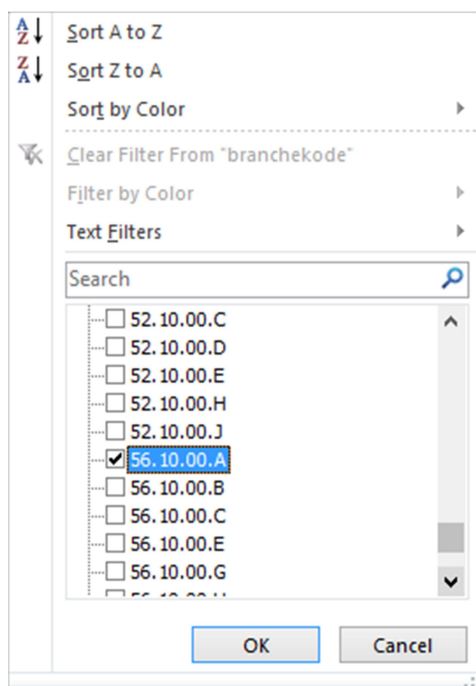 Sort A to Z
Sort Z to A
Sort by Color
Clear Filter From "branchekode"
Filter by Color
Text Filters
Search
52.10.00.C
52.10.00.D
52.10.00.E
52.10.00.H
52.10.00.J
56.10.00.A
56.10.00.B
56.10.00.C
56.10.00.E
56.10.00.G
OK Cancel